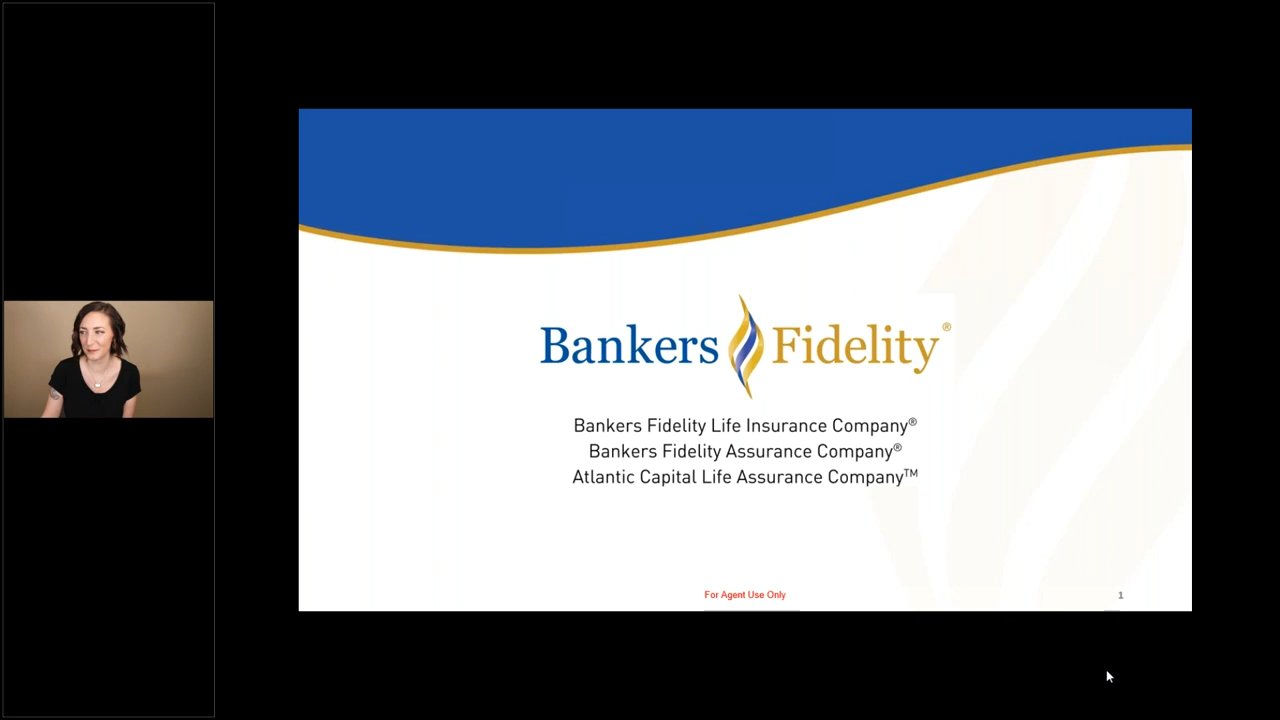 Bankers Fidelity®
Bankers Fidelity Life Insurance Company®
Bankers Fidelity Assurance Company®
Atlantic Capital Life Assurance Company™
For Agent Use Only
1